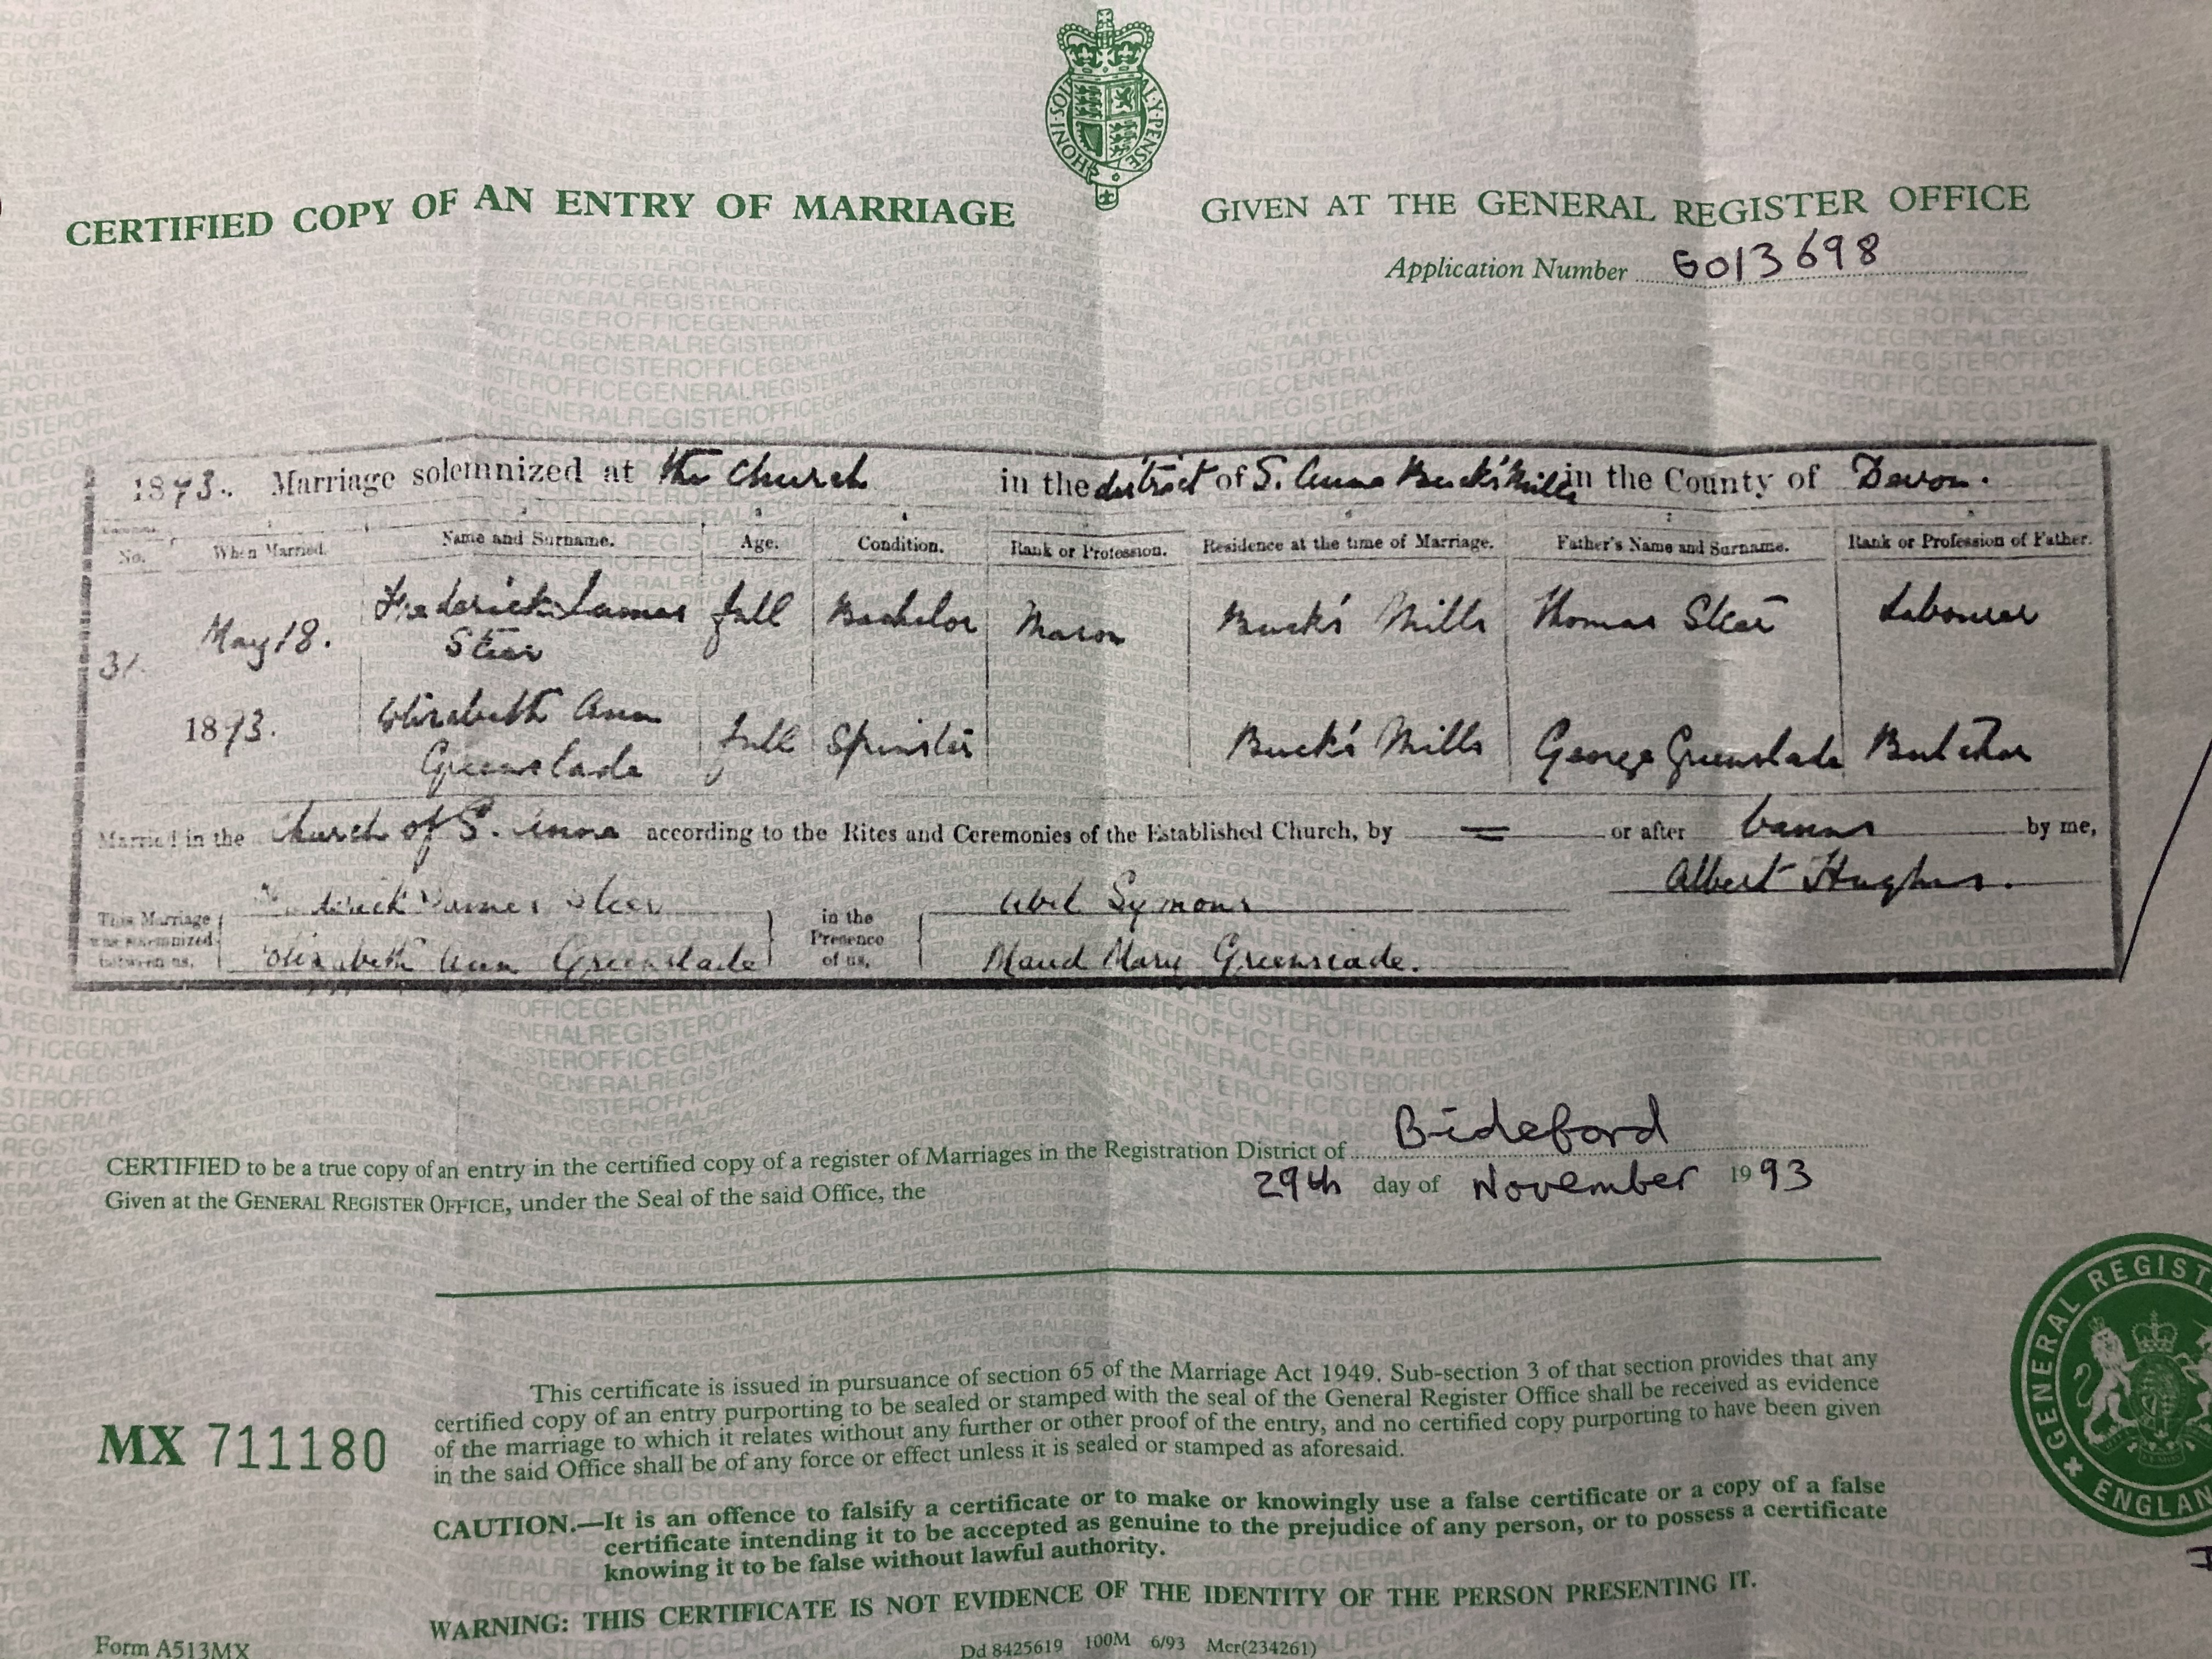 HONI·SOI AL·Y·PENSE
CERTIFIED COPY OF AN ENTRY OF MARRIAGE
GIVEN AT THE GENERAL REGISTER OFFICE
Application Number G013698
1893. Marriage solemnized at the Church in the district of S. Anne Buck's Mills in the County of Devon.
No. When Married. Name and Surname. Age. Condition. Rank or Profession. Residence at the time of Marriage. Father's Name and Surname. Rank or Profession of Father.
31. May 18. Frederick James Steer full Bachelor Mason Buck's Mills Thomas Steer Labourer
1893. Elizabeth Ann Greenslade full Spinster Buck's Mills George Greenslade Butcher
Married in the Church of S. Anne according to the Rites and Ceremonies of the Established Church, by = or after banns by me,
Albert Hughes.
This Marriage was solemnized between us, Frederick James Steer in the Presence of us, Abel Symons
Elizabeth Ann Greenslade Maud Mary Greenslade.
CERTIFIED to be a true copy of an entry in the certified copy of a register of Marriages in the Registration District of Bideford
Given at the GENERAL REGISTER OFFICE, under the Seal of the said Office, the 29th day of November 1993
MX 711180
This certificate is issued in pursuance of section 65 of the Marriage Act 1949. Sub-section 3 of that section provides that any
certified copy of an entry purporting to be sealed or stamped with the seal of the General Register Office shall be received as evidence
of the marriage to which it relates without any further or other proof of the entry, and no certified copy purporting to have been given
in the said Office shall be of any force or effect unless it is sealed or stamped as aforesaid.
CAUTION.—It is an offence to falsify a certificate or to make or knowingly use a false certificate or a copy of a false
certificate intending it to be accepted as genuine to the prejudice of any person, or to possess a certificate
knowing it to be false without lawful authority.
WARNING: THIS CERTIFICATE IS NOT EVIDENCE OF THE IDENTITY OF THE PERSON PRESENTING IT.
Form A513MX
Dd 8425619 100M 6/93 Mcr(234261)
GENERAL REGIST
ENGLAN